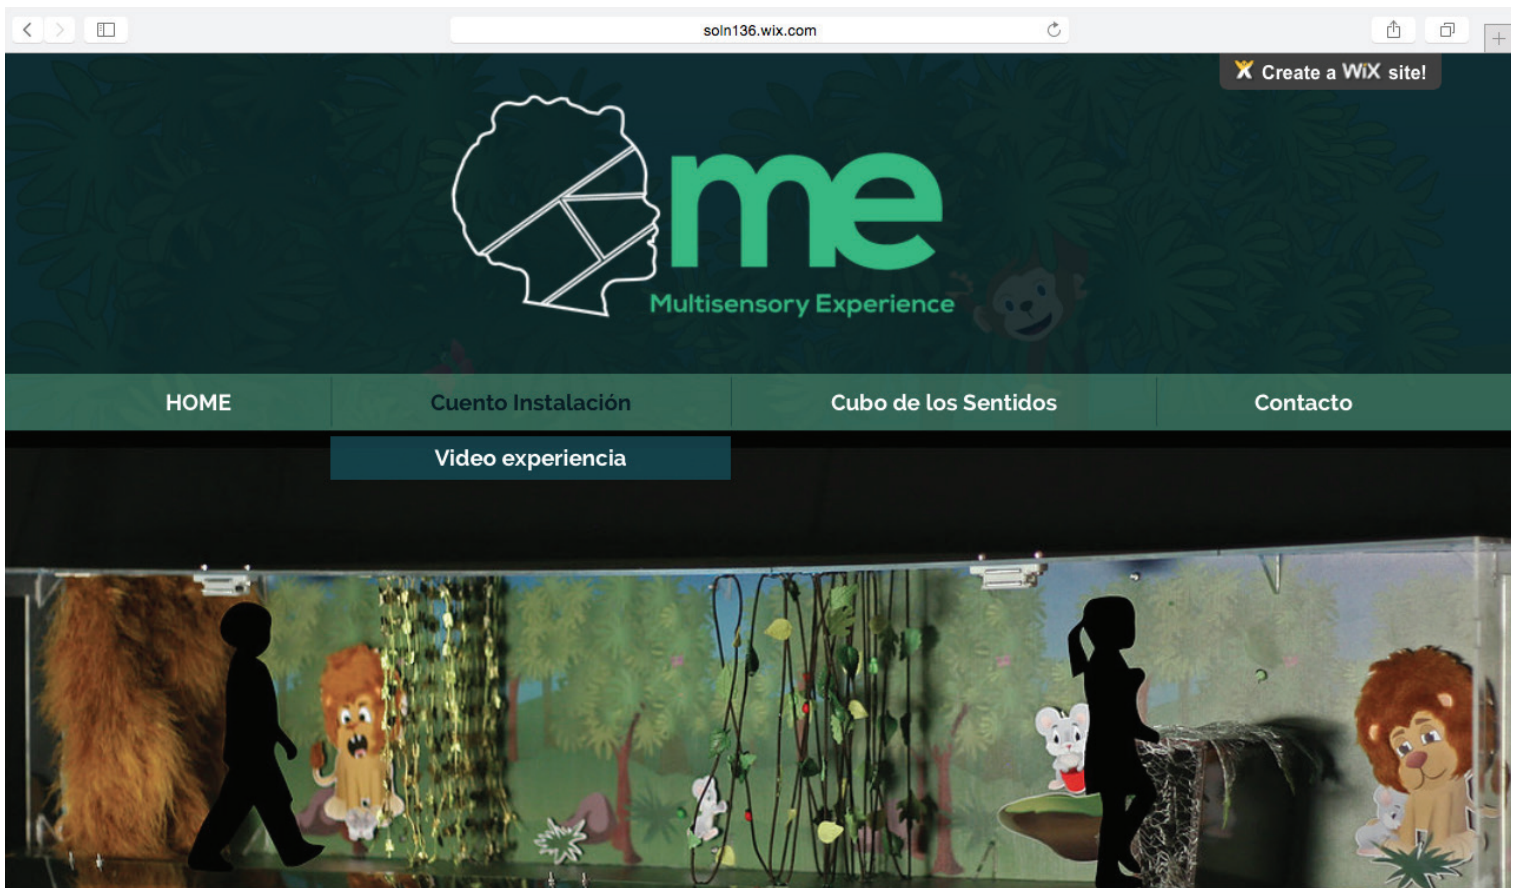 soln136.wix.com
Create a WiX site!
me
Multisensory Experience
HOME Cuento Instalación Cubo de los Sentidos Contacto
Video experiencia